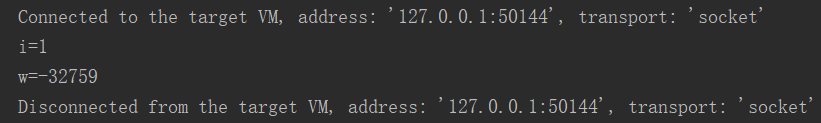 Connected to the target VM, address: '127.0.0.1:50144', transport: 'socket'
i=1
w=-32759
Disconnected from the target VM, address: '127.0.0.1:50144', transport: 'socket'